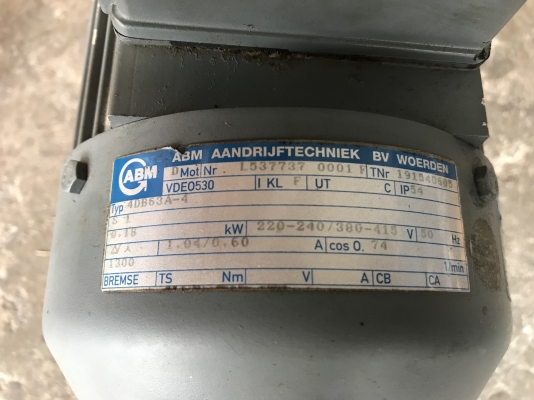 ABM
ABM AANDRIJFTECHNIEK BV WOERDEN
D Mot Nr. L537737 0001 F TNr
VDE0530 I KL F UT C IP54
Typ 4DB63A-4
S 1
0.18 kW 220-240/380-415 V 50 Hz
Δ/⅄ 1.04/0.60 A cos 0. 74
1300 1/min
BREMSE TS Nm V A CB CA